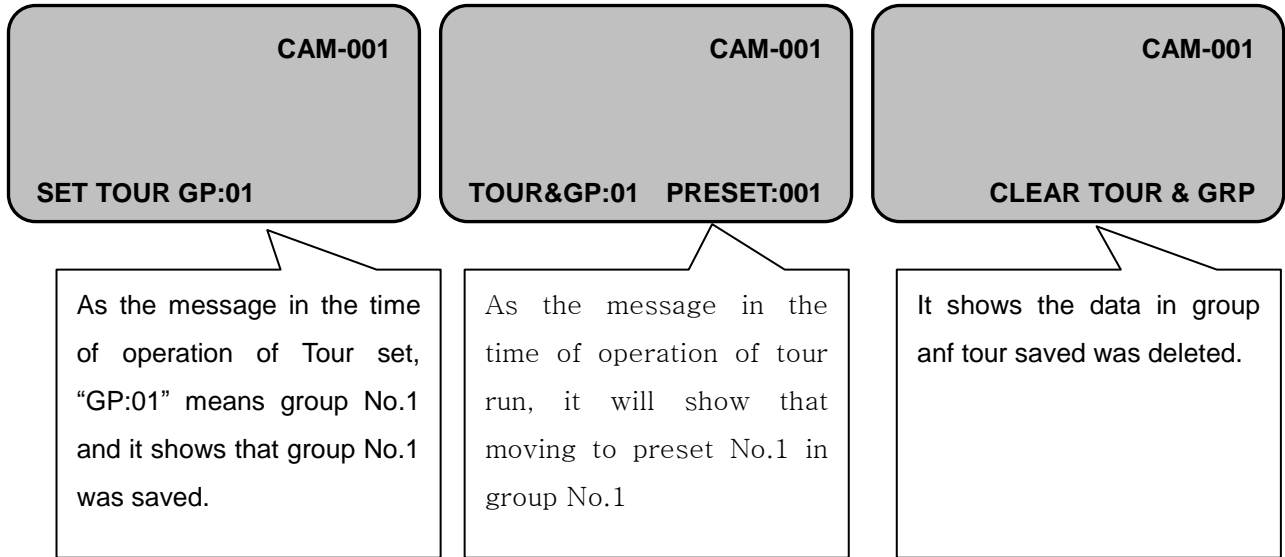 CAM-001
SET TOUR GP:01
CAM-001
TOUR&GP:01 PRESET:001
CAM-001
CLEAR TOUR & GRP
As the message in the time
of operation of Tour set,
“GP:01” means group No.1
and it shows that group No.1
was saved.
As the message in the
time of operation of tour
run, it will show that
moving to preset No.1 in
group No.1
It shows the data in group
anf tour saved was deleted.